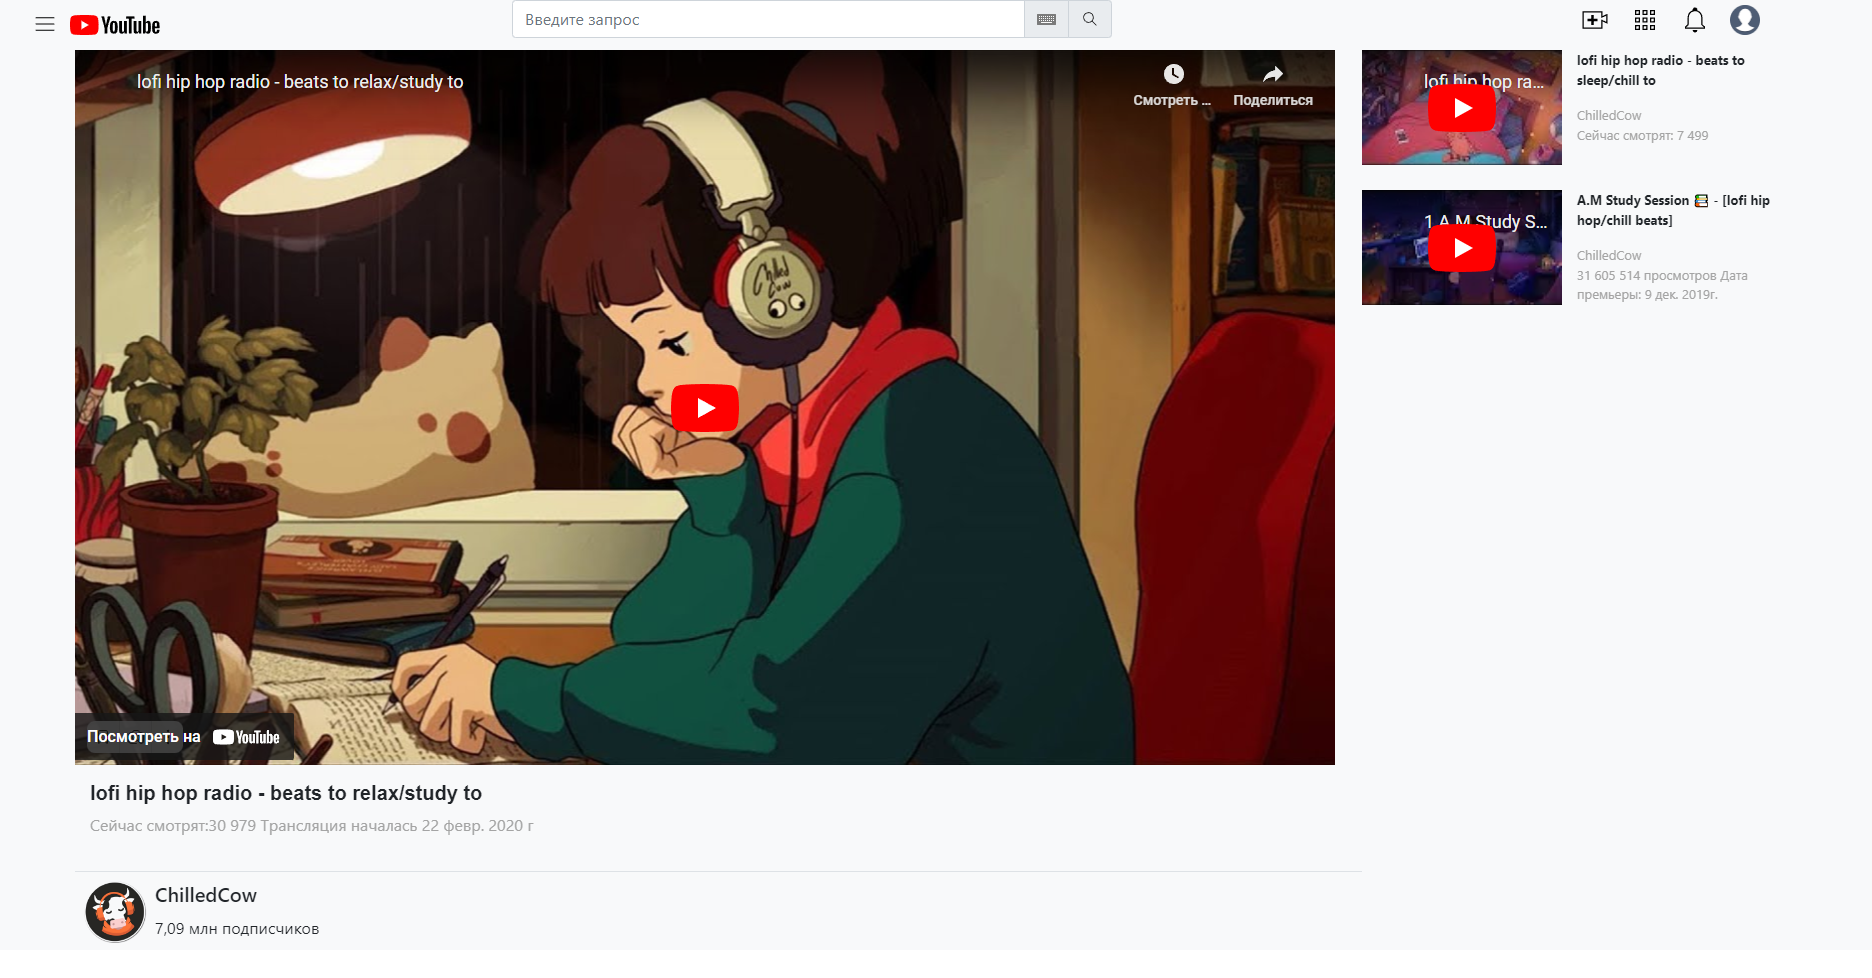 YouTube
Введите запрос
lofi hip hop radio - beats to relax/study to
Смотреть ...
Поделиться
Chilled
Cow
Посмотреть на YouTube
lofi hip hop radio - beats to relax/study to
Сейчас смотрят:30 979 Трансляция началась 22 февр. 2020 г
ChilledCow
7,09 млн подписчиков
lofi hip hop ra...
lofi hip hop radio - beats to
sleep/chill to
ChilledCow
Сейчас смотрят: 7 499
1 A.M Study S...
A.M Study Session 📚 - [lofi hip
hop/chill beats]
ChilledCow
31 605 514 просмотров Дата
премьеры: 9 дек. 2019г.